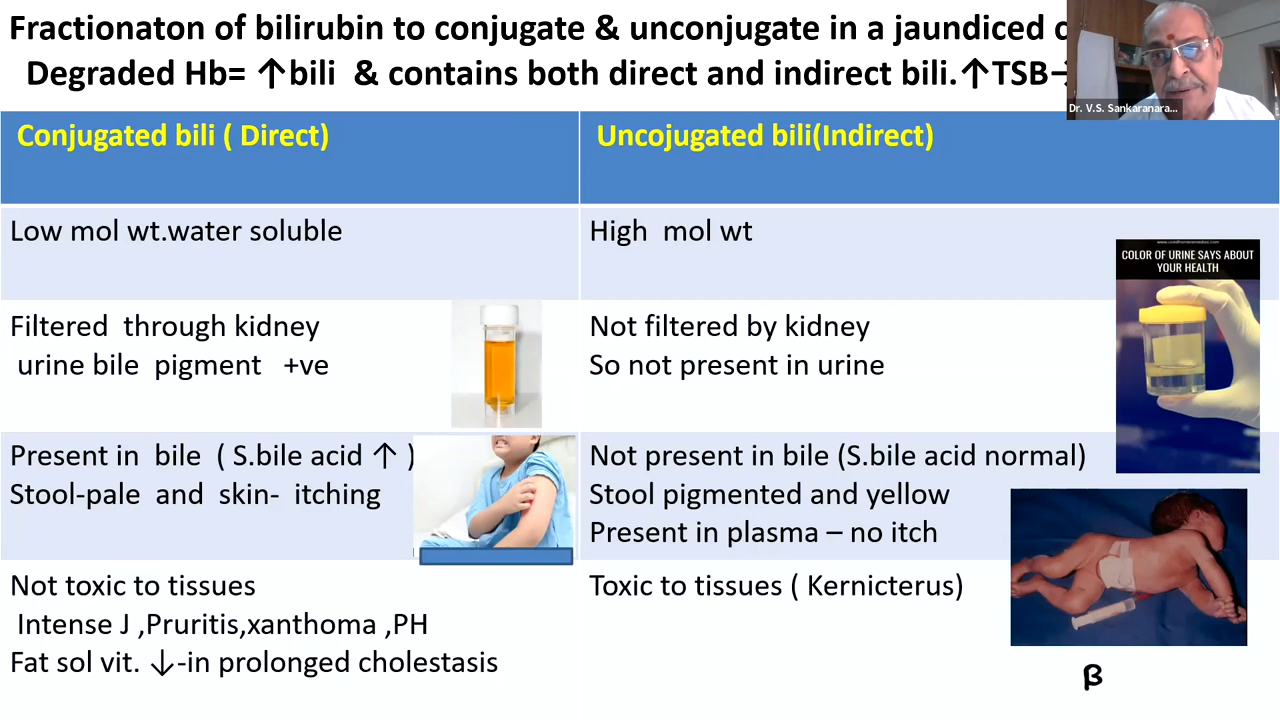 Fractionaton of bilirubin to conjugate & unconjugate in a jaundiced
Degraded Hb= ↑bili & contains both direct and indirect bili.↑TSB
Dr. V.S. Sankaranara...
Conjugated bili ( Direct)
Uncojugated bili(Indirect)
Low mol wt.water soluble
High mol wt
www.usedhomeremedies.com
COLOR OF URINE SAYS ABOUT
YOUR HEALTH
Filtered through kidney
urine bile pigment +ve
Not filtered by kidney
So not present in urine
Present in bile ( S.bile acid ↑ )
Stool-pale and skin- itching
Not present in bile (S.bile acid normal)
Stool pigmented and yellow
Present in plasma – no itch
Not toxic to tissues
Intense J ,Pruritis,xanthoma ,PH
Fat sol vit. ↓-in prolonged cholestasis
Toxic to tissues ( Kernicterus)
β